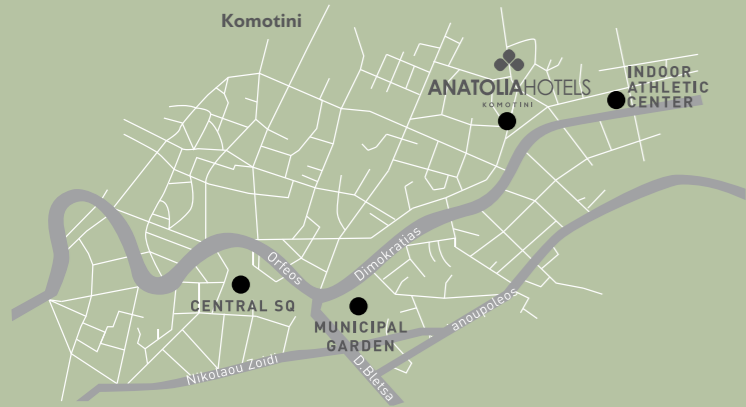 Komotini
ANATOLIAHOTELS
KOMOTINI
INDOOR
ATHLETIC
CENTER
Orfeos
Dimokratias
CENTRAL SQ
MUNICIPAL
GARDEN
anoupoleos
Nikolaou Zoidi
D.Bletsa